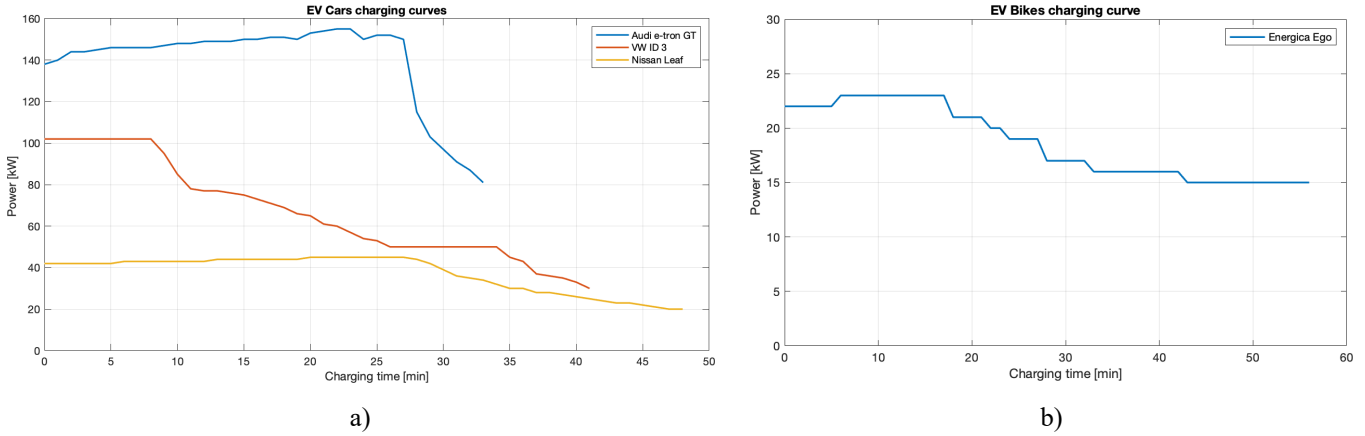 EV Cars charging curves
160
140
120
100
80
60
40
20
0
Power [kW]
0 5 10 15 20 25 30 35 40 45 50
Charging time [min]
Audi e-tron GT
VW ID 3
Nissan Leaf
a)
EV Bikes charging curve
30
25
20
15
10
5
0
Power [kW]
0 10 20 30 40 50 60
Charging time [min]
Energica Ego
b)